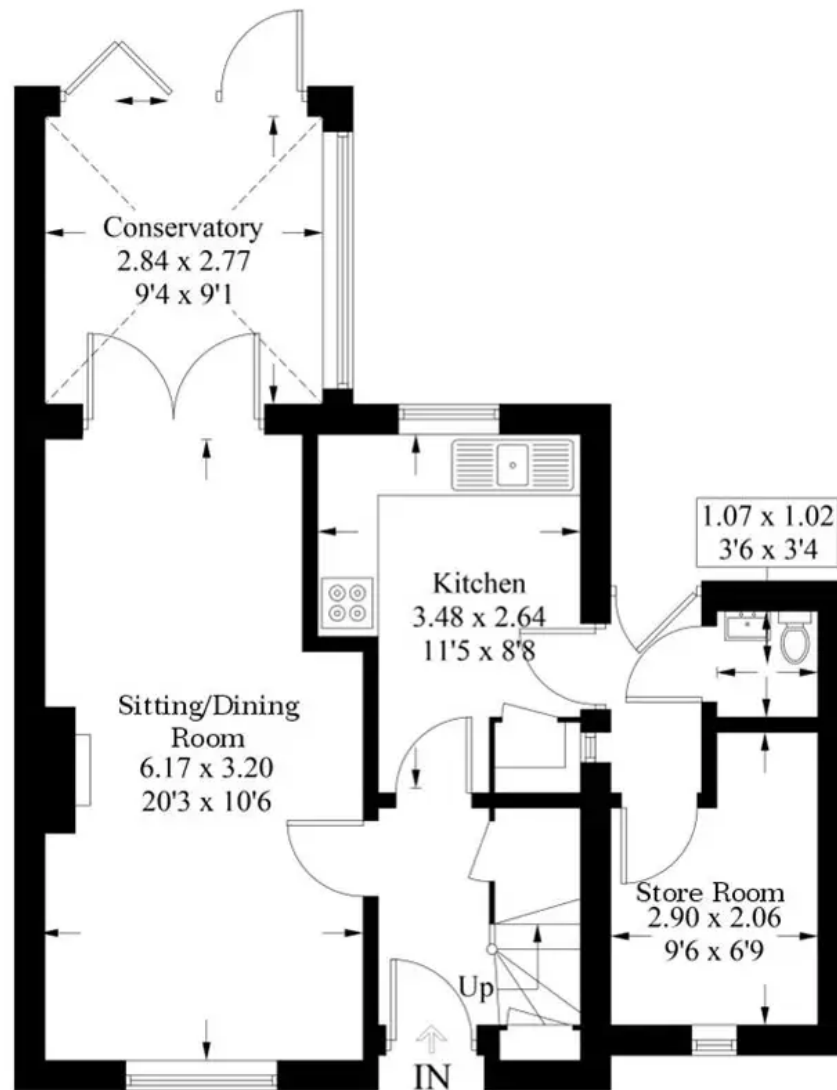 Conservatory
2.84 x 2.77
9'4 x 9'1
1.07 x 1.02
3'6 x 3'4
Kitchen
3.48 x 2.64
11'5 x 8'8
Sitting/Dining
Room
6.17 x 3.20
20'3 x 10'6
Store Room
2.90 x 2.06
9'6 x 6'9
Up
IN